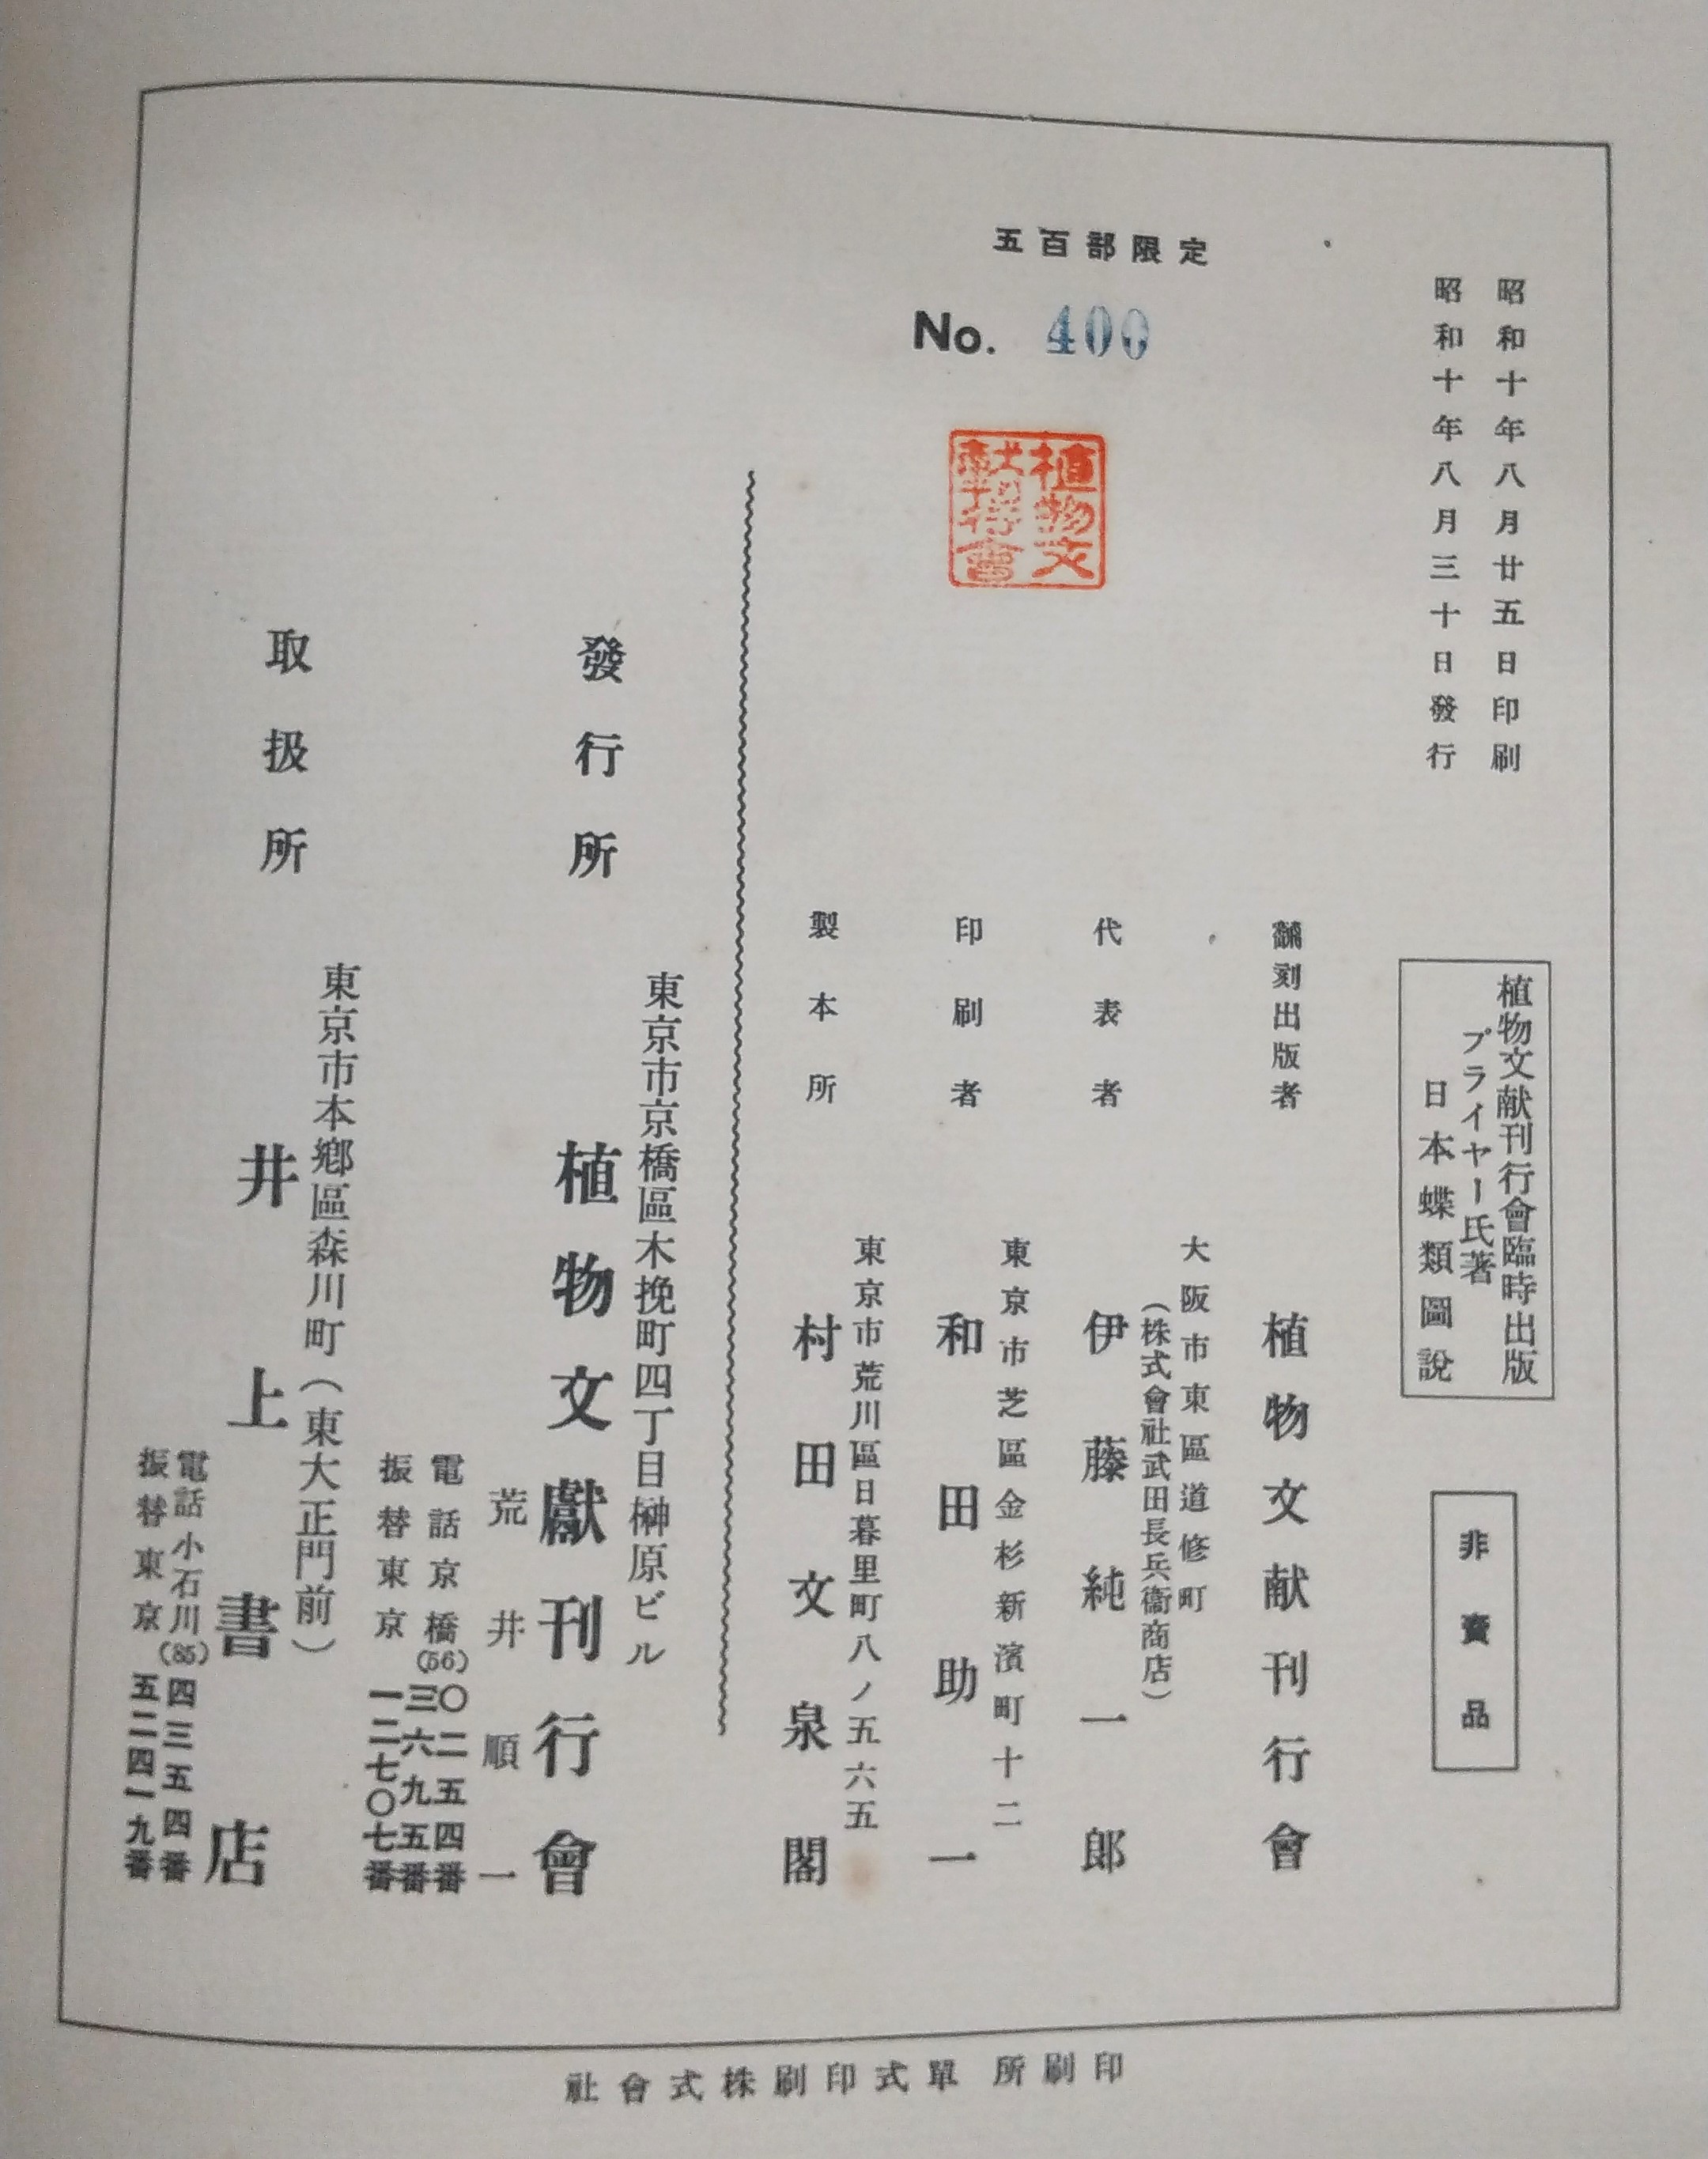 昭和十年八月廿五日印刷
昭和十年八月三十日發行
植物文献刊行會臨時出版
プライヤー氏著
日本蝶類圖說
非賣品
五百部限定
No. 400
植物文
獻刊行會
飜刻出版者
植物文献刊行會
代表者
大阪市東區道修町
(株式會社武田長兵衞商店)
伊藤純一郎
印刷者
東京市芝區金杉新濱町十二
和田助一
製本所
東京市荒川區日暮里町八ノ五六五
村田文泉閣
發行所
東京市京橋區木挽町四丁目榊原ビル
植物文獻刊行會
荒井順一
電話京橋(56)〇二五四番
三六九五番
振替東京一二七〇七番
取扱所
東京市本鄕區森川町(東大正門前)
井上書店
電話小石川(85)四三五四番
振替東京五二四一九番
印刷所 單式印刷株式會社